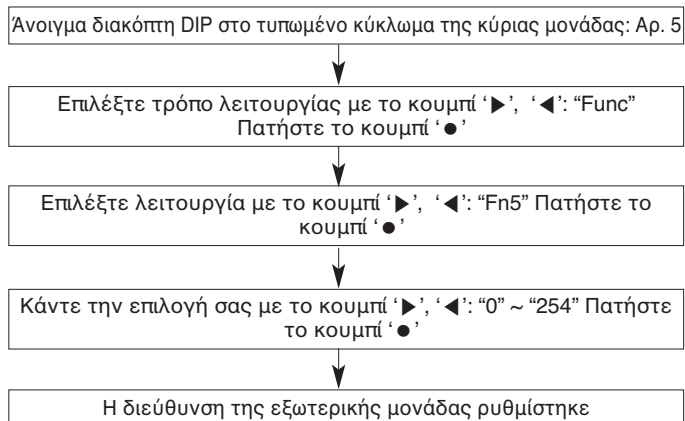 Άνοιγμα διακόπτη DIP στο τυπωμένο κύκλωμα της κύριας μονάδας: Αρ. 5
Επιλέξτε τρόπο λειτουργίας με το κουμπί ‘▶’, ‘◀’: “Func”
Πατήστε το κουμπί ‘●’
Επιλέξτε λειτουργία με το κουμπί ‘▶’, ‘◀’: “Fn5” Πατήστε το
κουμπί ‘●’
Κάντε την επιλογή σας με το κουμπί ‘▶’, ‘◀’: “0” ~ “254” Πατήστε
το κουμπί ‘●’
Η διεύθυνση της εξωτερικής μονάδας ρυθμίστηκε